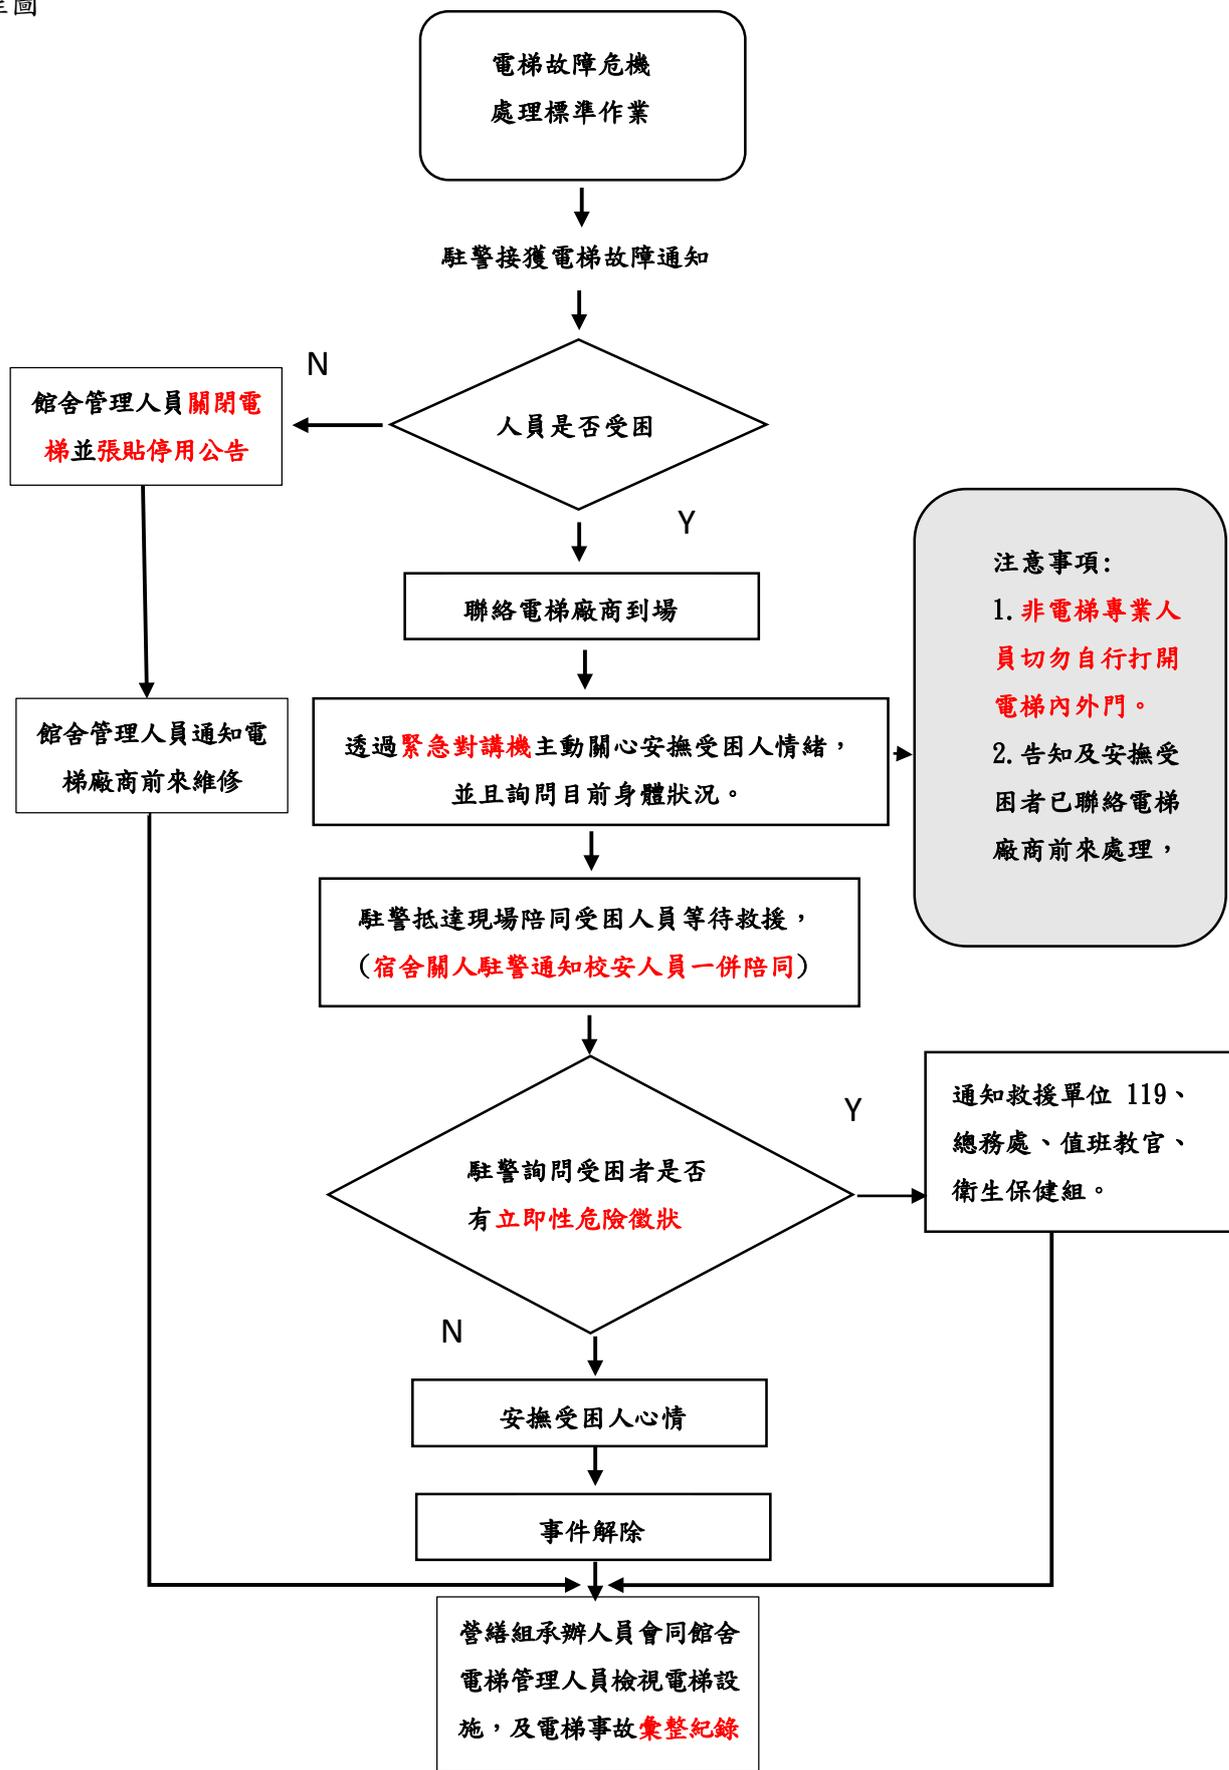 圖
電梯故障危機
處理標準作業
駐警接獲電梯故障通知
N
館舍管理人員關閉電
梯並張貼停用公告
人員是否受困
Y
聯絡電梯廠商到場
注意事項:
1. 非電梯專業人
員切勿自行打開
電梯內外門。
2. 告知及安撫受
困者已聯絡電梯
廠商前來處理，
館舍管理人員通知電
梯廠商前來維修
透過緊急對講機主動關心安撫受困人情緒，
並且詢問目前身體狀況。
駐警抵達現場陪同受困人員等待救援，
(宿舍關人駐警通知校安人員一併陪同)
Y
通知救援單位 119、
總務處、值班教官、
衛生保健組。
駐警詢問受困者是否
有立即性危險徵狀
N
安撫受困人心情
事件解除
營繕組承辦人員會同館舍
電梯管理人員檢視電梯設
施，及電梯事故彙整紀錄